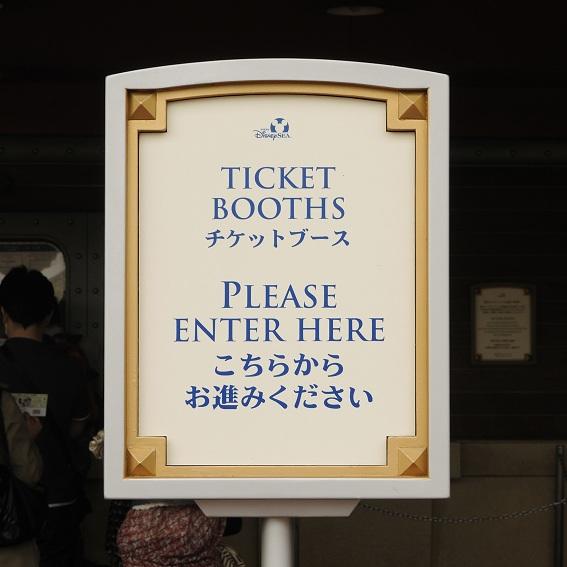 DISNEYSEA
TICKET
BOOTHS
チケットブース
PLEASE
ENTER HERE
こちらから
お進みください